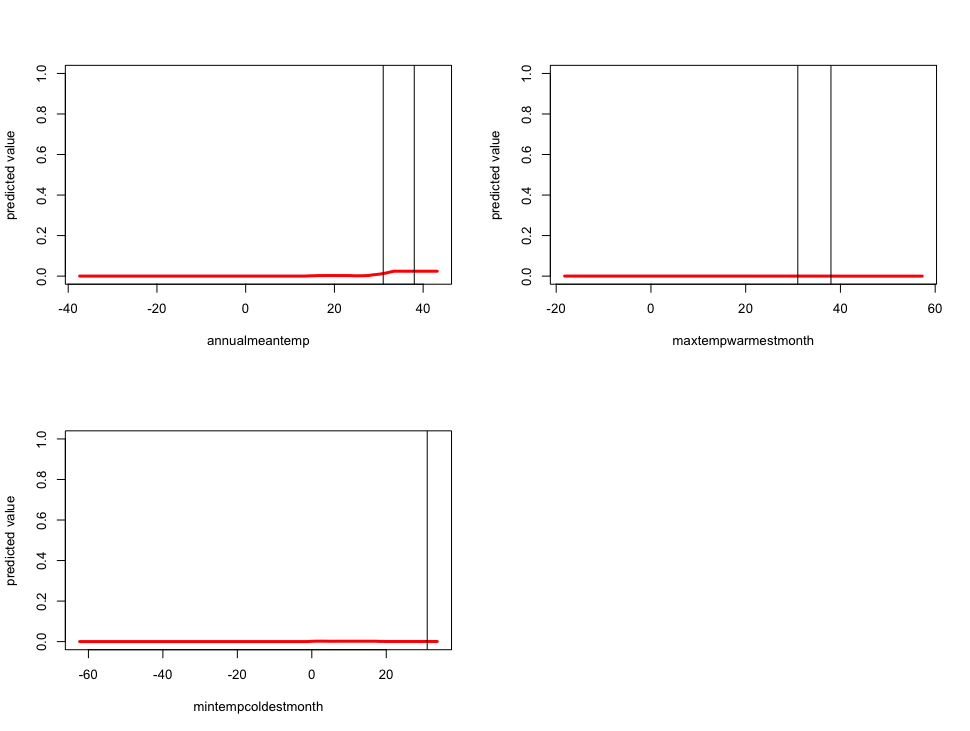 predicted value
1.0
0.8
0.6
0.4
0.2
0.0
-40 -20 0 20 40
annualmeantemp
predicted value
1.0
0.8
0.6
0.4
0.2
0.0
-20 0 20 40 60
maxtempwarmestmonth
predicted value
1.0
0.8
0.6
0.4
0.2
0.0
-60 -40 -20 0 20
mintempcoldestmonth